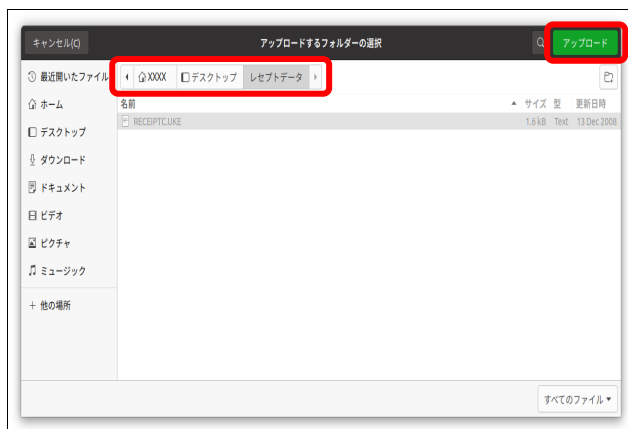 キャンセル(C) アップロードするフォルダーの選択 アップロード
最近開いたファイル XXXX デスクトップ レセプトデータ
ホーム
名前 サイズ 型 更新日時
RECEIPTC.UKE 1.6 kB Text 13 Dec 2008
デスクトップ
ダウンロード
ドキュメント
ビデオ
ピクチャ
ミュージック
+ 他の場所
すべてのファイル